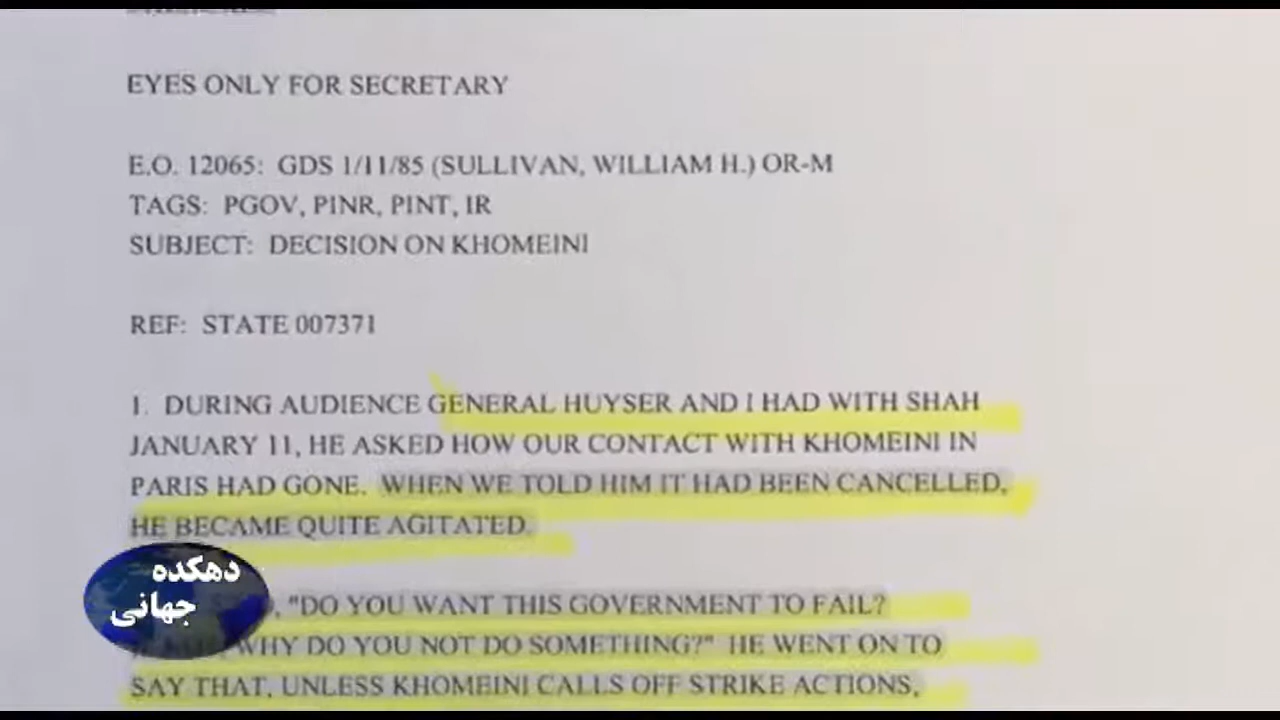 EYES ONLY FOR SECRETARY
E.O. 12065: GDS 1/11/85 (SULLIVAN, WILLIAM H.) OR-M
TAGS: PGOV, PINR, PINT, IR
SUBJECT: DECISION ON KHOMEINI
REF: STATE 007371
1. DURING AUDIENCE GENERAL HUYSER AND I HAD WITH SHAH
JANUARY 11, HE ASKED HOW OUR CONTACT WITH KHOMEINI IN
PARIS HAD GONE. WHEN WE TOLD HIM IT HAD BEEN CANCELLED,
HE BECAME QUITE AGITATED.
"DO YOU WANT THIS GOVERNMENT TO FAIL?
WHY DO YOU NOT DO SOMETHING?" HE WENT ON TO
SAY THAT, UNLESS KHOMEINI CALLS OFF STRIKE ACTIONS,
دهکده
جهانی